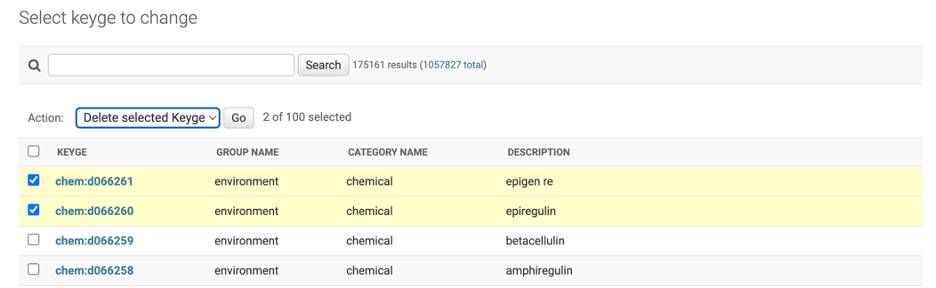 Select keyge to change
Search 175161 results (1057827 total)
Action: Delete selected Keyge Go 2 of 100 selected
KEYGE GROUP NAME CATEGORY NAME DESCRIPTION
chem:d066261 environment chemical epigen re
chem:d066260 environment chemical epiregulin
chem:d066259 environment chemical betacellulin
chem:d066258 environment chemical amphiregulin